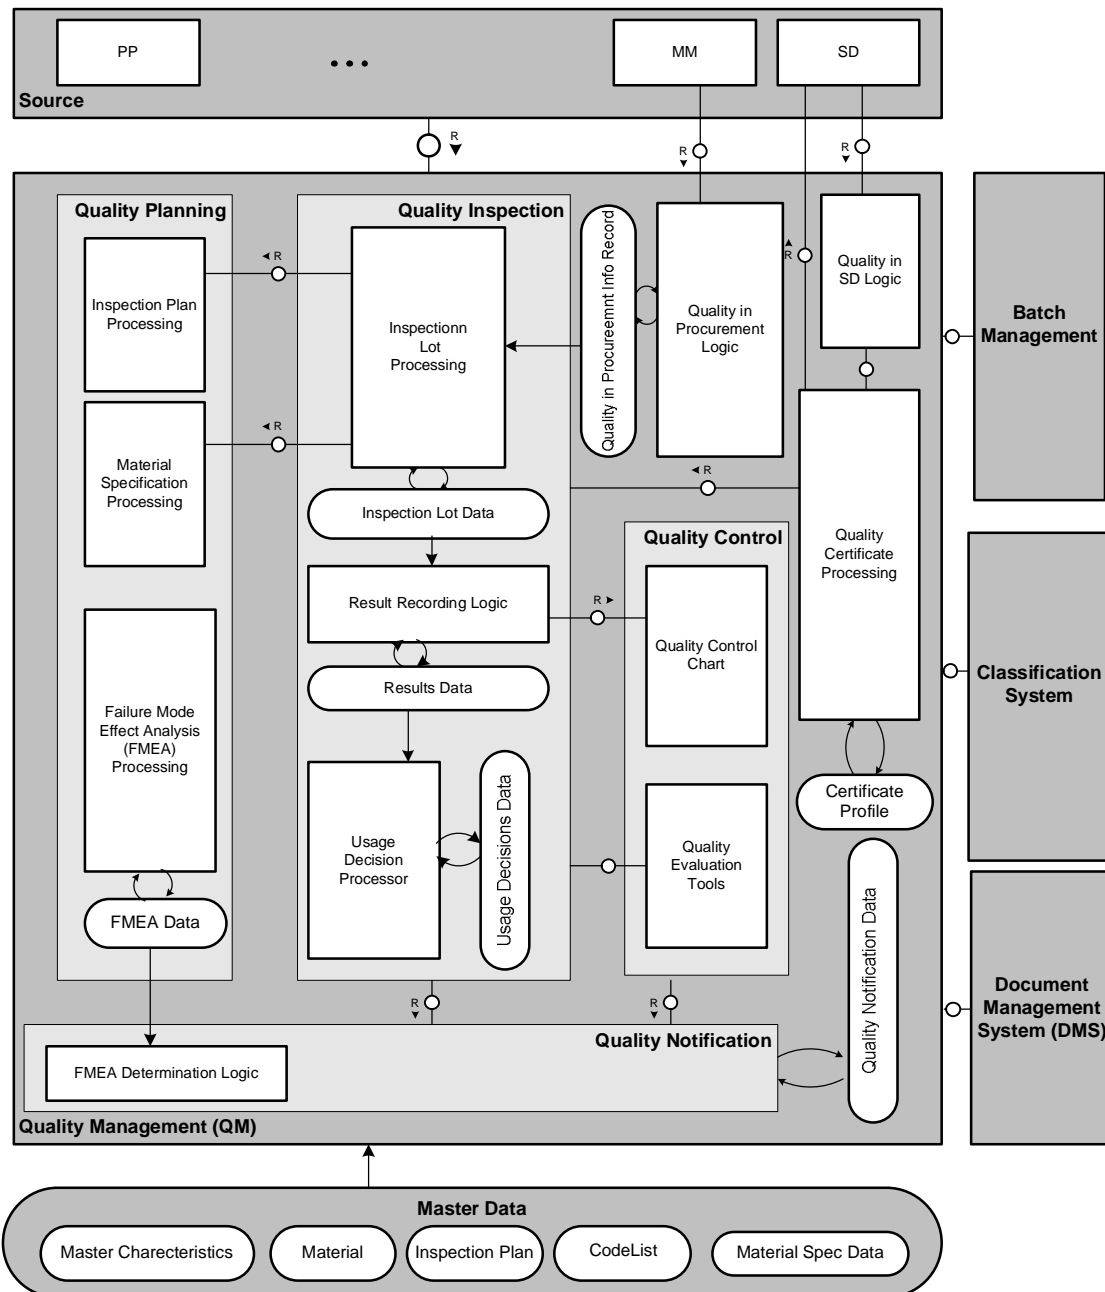 PP
• • •
MM
SD
Source
R
R
R
Quality Planning
Inspection Plan
Processing
Material
Specification
Processing
Failure Mode
Effect Analysis
(FMEA)
Processing
FMEA Data
R
R
Quality Inspection
Inspectionn
Lot
Processing
Inspection Lot Data
Result Recording Logic
Results Data
Usage
Decision
Processor
Usage Decisions Data
Quality in Procureemnt Info Record
Quality in
Procurement
Logic
R
Quality in
SD Logic
R
R
Quality Control
Quality Control
Chart
Quality
Evaluation
Tools
Quality
Certificate
Processing
Certificate
Profile
Quality Notification Data
R
R
Quality Notification
FMEA Determination Logic
Quality Management (QM)
Batch
Management
Classification
System
Document
Management
System (DMS)
Master Data
Master Charecteristics
Material
Inspection Plan
CodeList
Material Spec Data